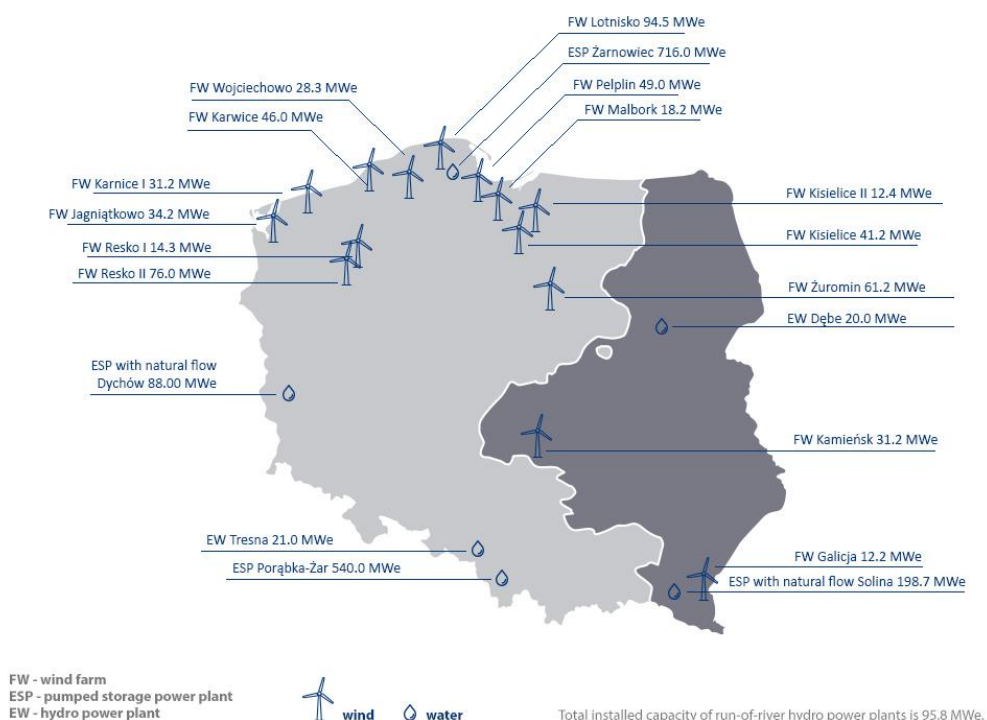 FW Lotnisko 94.5 MWe
ESP Żarnowiec 716.0 MWe
FW Wojciechowo 28.3 MWe
FW Pelplin 49.0 MWe
FW Karwice 46.0 MWe
FW Malbork 18.2 MWe
FW Karnice I 31.2 MWe
FW Kisielice II 12.4 MWe
FW Jagniątkowo 34.2 MWe
FW Kisielice 41.2 MWe
FW Resko I 14.3 MWe
FW Resko II 76.0 MWe
FW Żuromin 61.2 MWe
EW Dębe 20.0 MWe
ESP with natural flow
Dychów 88.00 MWe
FW Kamieńsk 31.2 MWe
EW Tresna 21.0 MWe
ESP Porąbka-Żar 540.0 MWe
FW Galicja 12.2 MWe
ESP with natural flow Solina 198.7 MWe
FW - wind farm
ESP - pumped storage power plant
EW - hydro power plant
wind
water
Total installed capacity of run-of-river hydro power plants is 95.8 MWe.